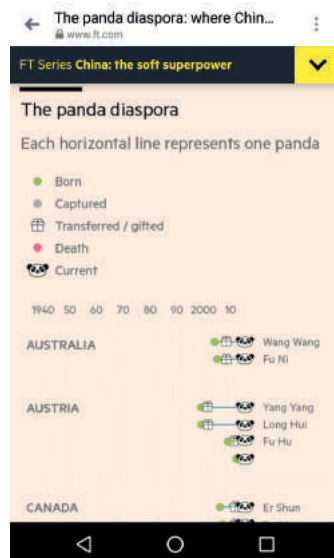 The panda diaspora: where Chin...
www.ft.com
FT Series China: the soft superpower
The panda diaspora
Each horizontal line represents one panda
Born
Captured
Transferred / gifted
Death
Current
1940 50 60 70 80 90 2000 10
AUSTRALIA
Wang Wang
Fu Ni
AUSTRIA
Yang Yang
Long Hui
Fu Hu
CANADA
Er Shun